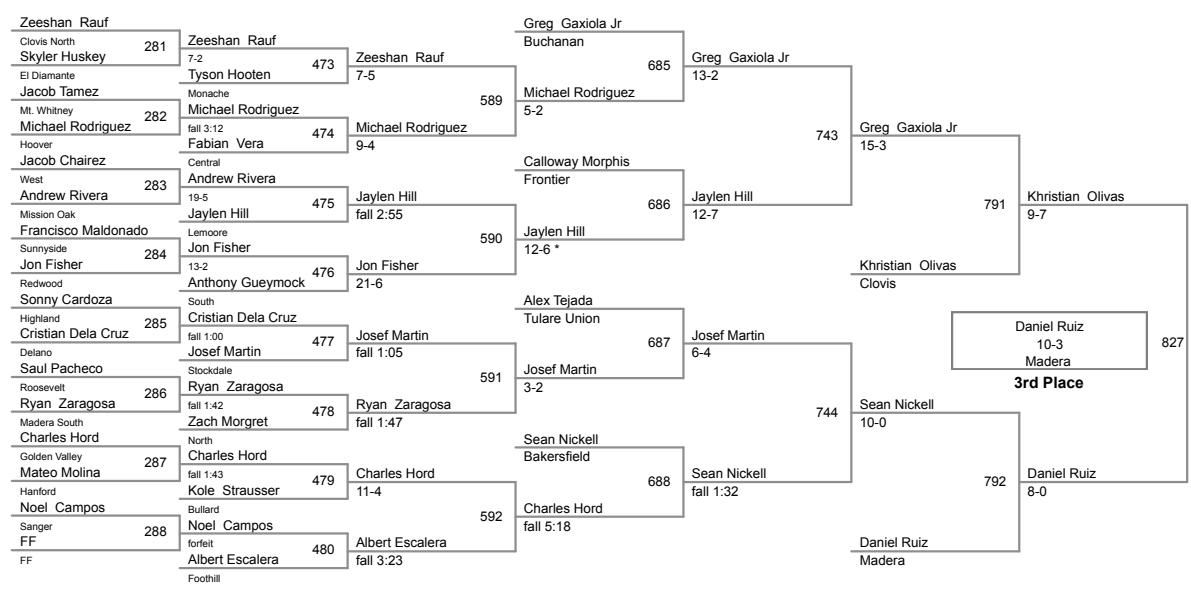 Zeeshan Rauf
Clovis North
281
Skyler Huskey
El Diamante
Jacob Tamez
Mt. Whitney
282
Michael Rodriguez
Hoover
Jacob Chairez
West
283
Andrew Rivera
Mission Oak
Francisco Maldonado
Sunnyside
284
Jon Fisher
Redwood
Sonny Cardoza
Highland
285
Cristian Dela Cruz
Delano
Saul Pacheco
Roosevelt
286
Ryan Zaragosa
Madera South
Charles Hord
Golden Valley
287
Mateo Molina
Hanford
Noel Campos
Sanger
288
FF
FF
Zeeshan Rauf
7-2
473
Tyson Hooten
Monache
Michael Rodriguez
fall 3:12
474
Fabian Vera
Central
Andrew Rivera
19-5
475
Jaylen Hill
Lemoore
Jon Fisher
13-2
476
Anthony Gueymock
South
Cristian Dela Cruz
fall 1:00
477
Josef Martin
Stockdale
Ryan Zaragosa
fall 1:42
478
Zach Morgret
North
Charles Hord
fall 1:43
479
Kole Strausser
Bullard
Noel Campos
forfeit
480
Albert Escalera
Foothill
Zeeshan Rauf
7-5
589
Michael Rodriguez
9-4
Jaylen Hill
fall 2:55
590
Jon Fisher
21-6
Josef Martin
fall 1:05
591
Ryan Zaragosa
fall 1:47
Charles Hord
11-4
592
Albert Escalera
fall 3:23
Greg Gaxiola Jr
Buchanan
685
Michael Rodriguez
5-2
Calloway Morphis
Frontier
686
Jaylen Hill
12-6 *
Alex Tejada
Tulare Union
687
Josef Martin
3-2
Sean Nickell
Bakersfield
688
Charles Hord
fall 5:18
Greg Gaxiola Jr
13-2
743
Jaylen Hill
12-7
Josef Martin
6-4
744
Sean Nickell
fall 1:32
Greg Gaxiola Jr
15-3
791
Khristian Olivas
Clovis
Sean Nickell
10-0
792
Daniel Ruiz
Madera
Khristian Olivas
9-7
827
Daniel Ruiz
8-0
Daniel Ruiz
10-3
Madera
3rd Place